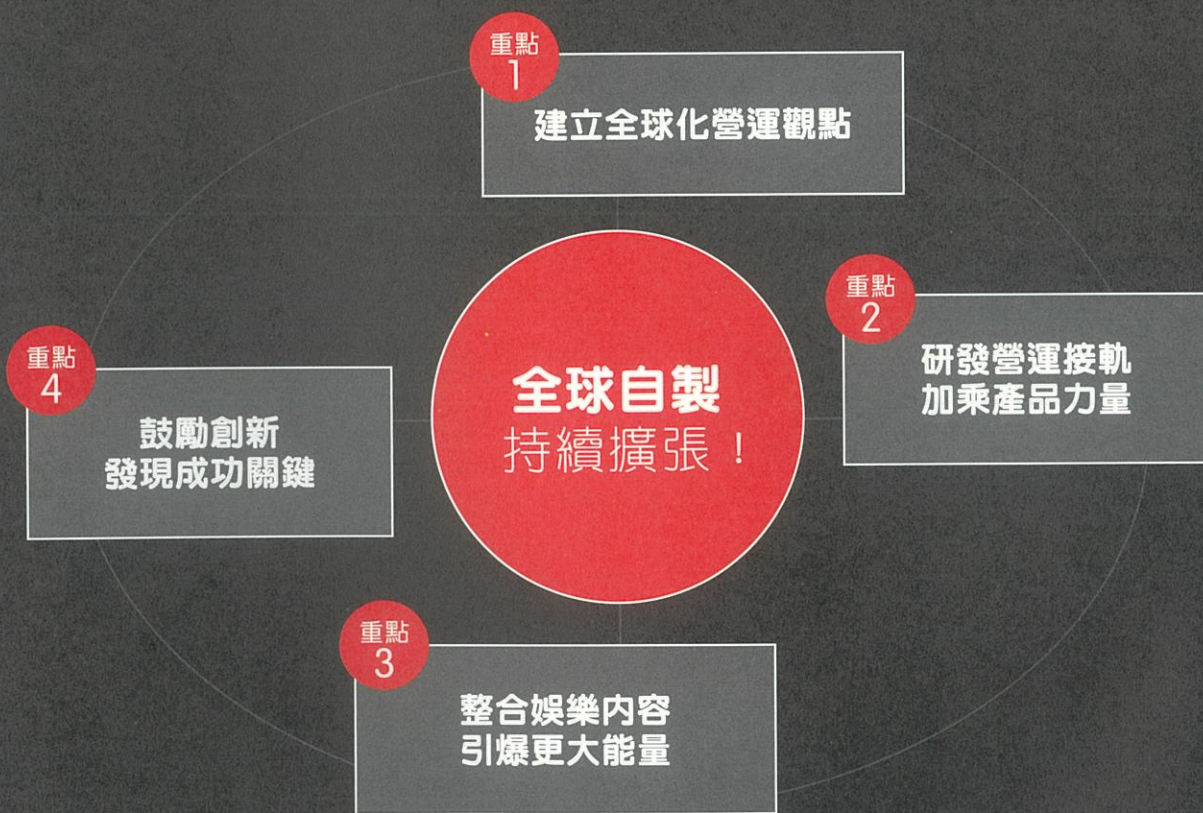 重點
1
建立全球化營運觀點
重點
2
研發營運接軌
加乘產品力量
全球自製
持續擴張！
重點
4
鼓勵創新
發現成功關鍵
重點
3
整合娛樂內容
引爆更大能量